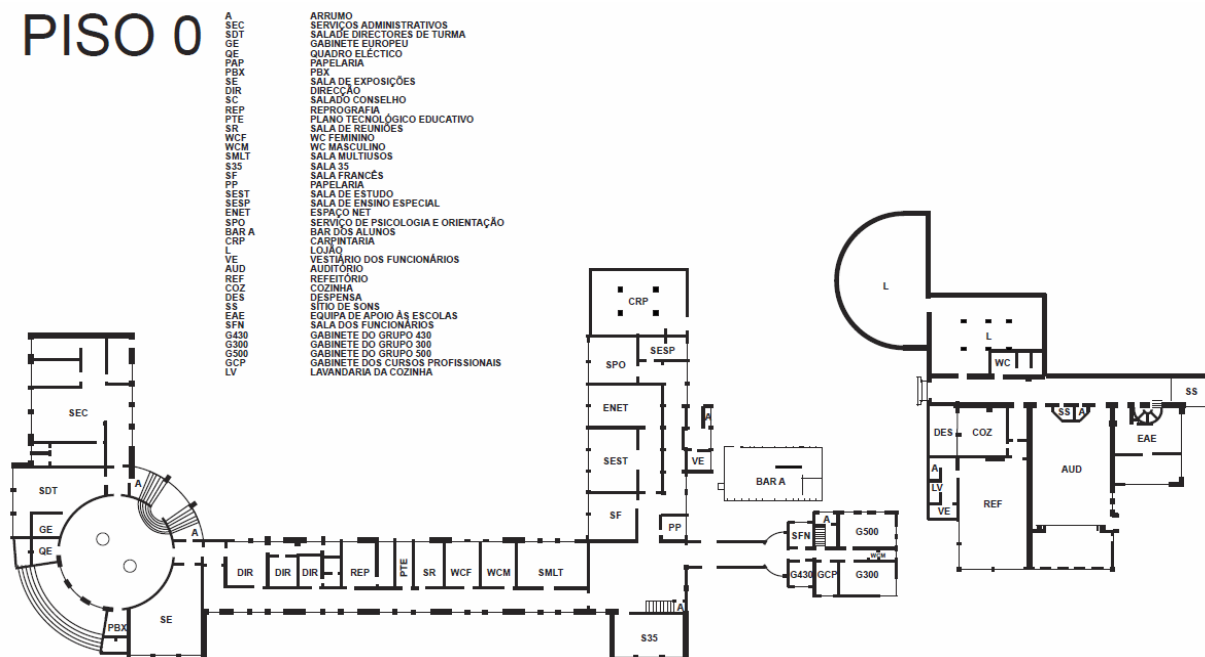 PISO 0
A ARRUMO
SEC SERVIÇOS ADMINISTRATIVOS
SDT SALADE DIRECTORES DE TURMA
GE GABINETE EUROPEU
QE QUADRO ELÉCTICO
PAP PAPELARIA
PBX PBX
SE SALA DE EXPOSIÇÕES
DIR DIRECÇÃO
SC SALADO CONSELHO
REP REPROGRAFIA
PTE PLANO TECNOLÓGICO EDUCATIVO
SR SALA DE REUNIÕES
WCF WC FEMININO
WCM WC MASCULINO
SMLT SALA MULTIUSOS
S35 SALA 35
SF SALA FRANCÊS
PP PAPELARIA
SEST SALA DE ESTUDO
SESP SALA DE ENSINO ESPECIAL
ENET ESPAÇO NET
SPO SERVIÇO DE PSICOLOGIA E ORIENTAÇÃO
BAR A BAR DOS ALUNOS
CRP CARPINTARIA
L LOJÃO
VE VESTIÁRIO DOS FUNCIONÁRIOS
AUD AUDITÓRIO
REF REFEITÓRIO
COZ COZINHA
DES DESPENSA
SS SÍTIO DE SONS
EAE EQUIPA DE APOIO ÀS ESCOLAS
SFN SALA DOS FUNCIONÁRIOS
G430 GABINETE DO GRUPO 430
G300 GABINETE DO GRUPO 300
G500 GABINETE DO GRUPO 500
GCP GABINETE DOS CURSOS PROFISSIONAIS
LV LAVANDARIA DA COZINHA
SEC
SDT
A
GE
QE
A
PBX
SE
DIR
DIR
DIR
REP
PTE
SR
WCF
WCM
SMLT
CRP
SPO
SESP
ENET
SEST
SF
PP
A
VE
A
S35
BAR A
SFN
A
G500
WCM
G430
GCP
G300
L
L
WC
SS
SS
A
DES
COZ
EAE
A
LV
VE
REF
AUD